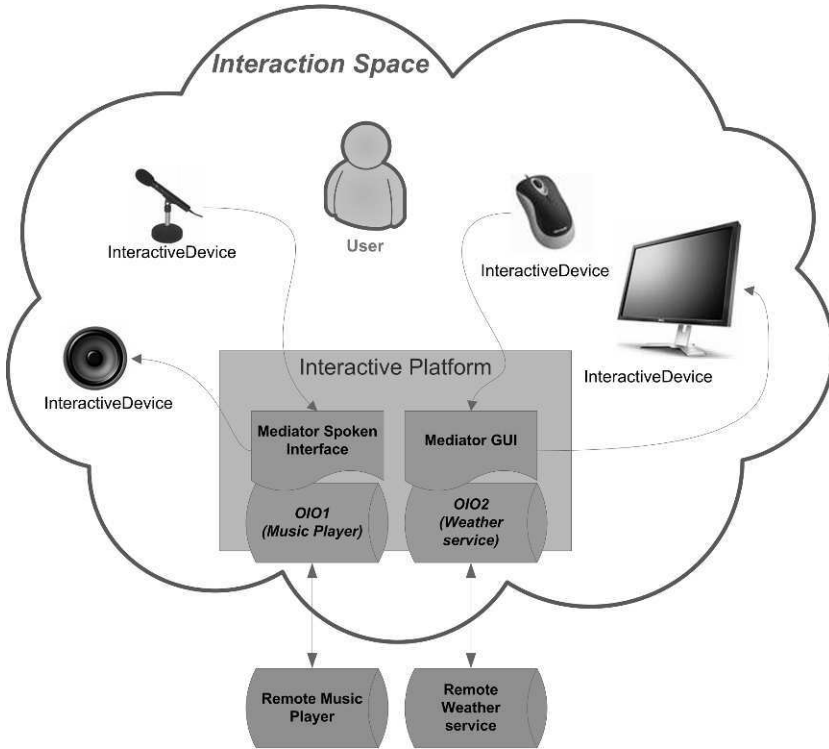 Interaction Space
User
InteractiveDevice
InteractiveDevice
InteractiveDevice
InteractiveDevice
Interactive Platform
Mediator Spoken
Interface
Mediator GUI
OIO1
(Music Player)
OIO2
(Weather
service)
Remote Music
Player
Remote
Weather
service